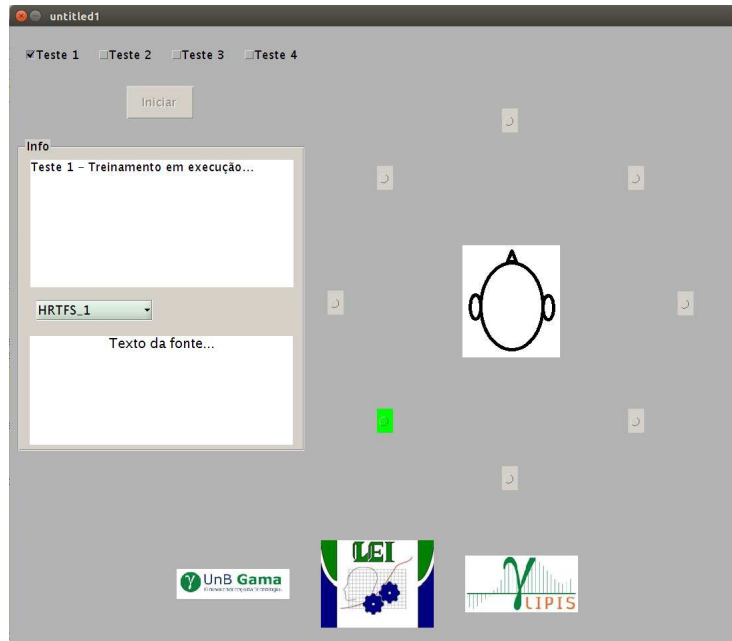 untitled1
Teste 1 Teste 2 Teste 3 Teste 4
Iniciar
Info
Teste 1 – Treinamento em execução...
HRTFS_1
Texto da fonte...
LEI
UnB Gama
LIPIS